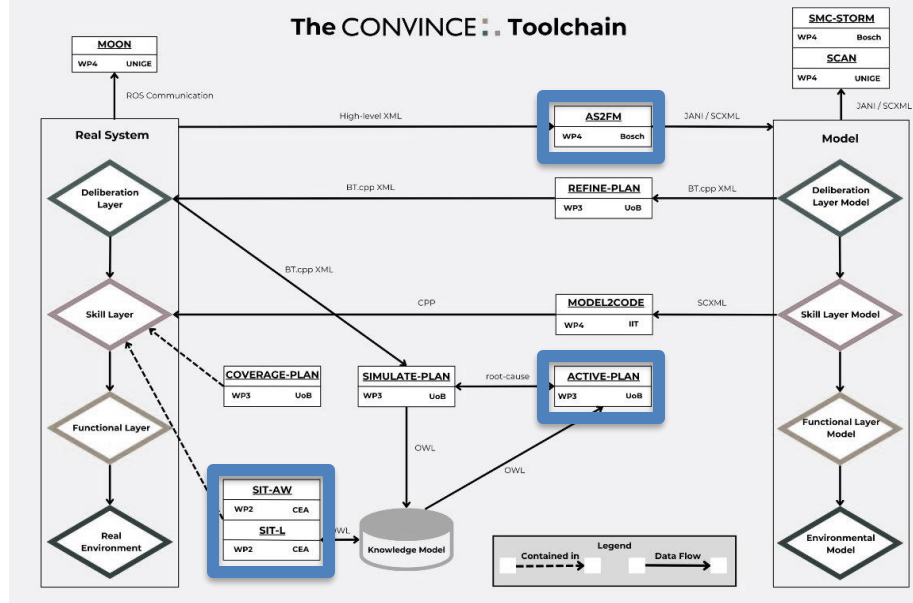 The CONVINCE Toolchain
MOON
WP4 UNIGE
ROS Communication
SMC-STORM
WP4 Bosch
SCAN
WP4 UNIGE
JANI / SCXML
Real System
High-level XML
AS2FM
WP4 Bosch
JANI / SCXML
Model
Deliberation
Layer
BT.cpp XML
REFINE-PLAN
WP3 UoB
BT.cpp XML
Deliberation
Layer Model
BT.cpp XML
Skill Layer
CPP
MODEL2CODE
WP4 IIT
SCXML
Skill Layer Model
COVERAGE-PLAN
WP3 UoB
SIMULATE-PLAN
WP3 UoB
root-cause
ACTIVE-PLAN
WP3 UoB
Functional Layer
Functional Layer
Model
OWL
OWL
SIT-AW
WP2 CEA
SIT-L
WP2 CEA
Knowledge Model
Real
Environment
Environmental
Model
Legend
Contained in
Data Flow